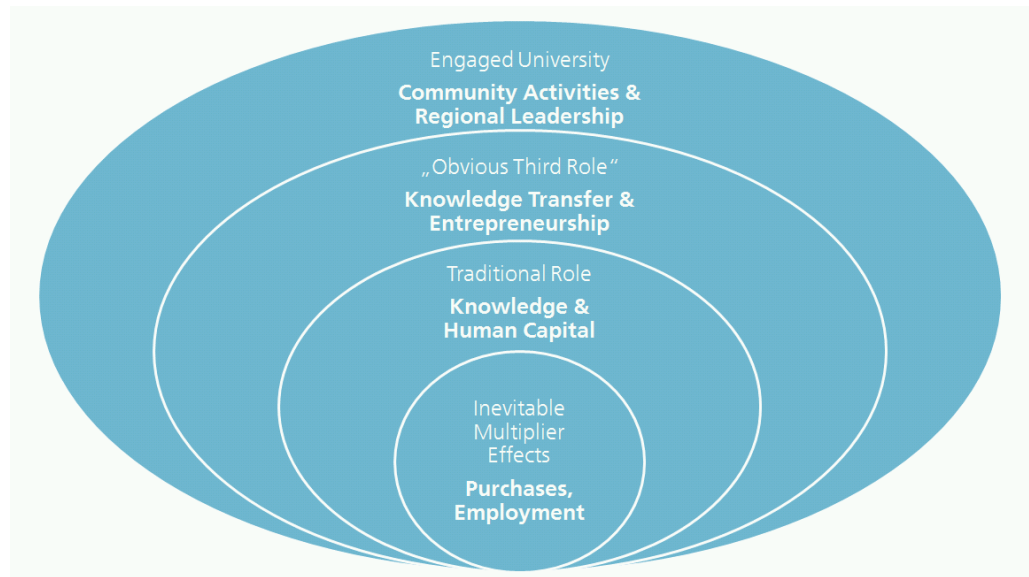 Engaged University
Community Activities &
Regional Leadership
„Obvious Third Role“
Knowledge Transfer &
Entrepreneurship
Traditional Role
Knowledge &
Human Capital
Inevitable
Multiplier
Effects
Purchases,
Employment